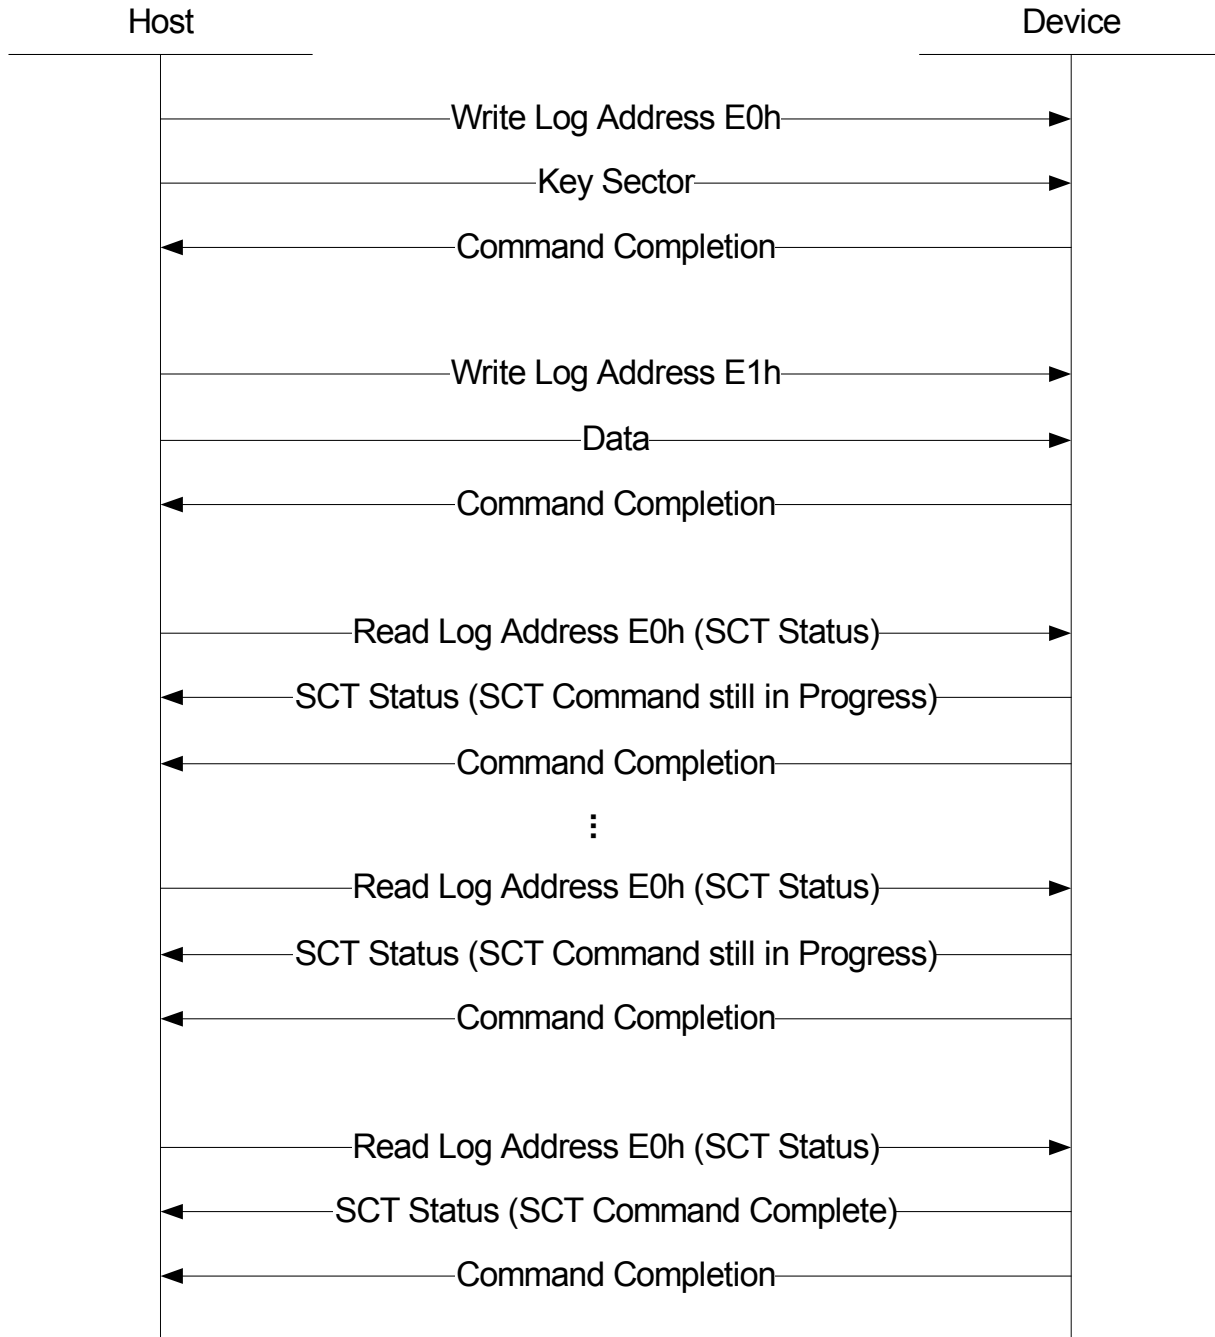 Host
Device
Write Log Address E0h
Key Sector
Command Completion
Write Log Address E1h
Data
Command Completion
Read Log Address E0h (SCT Status)
SCT Status (SCT Command still in Progress)
Command Completion
...
Read Log Address E0h (SCT Status)
SCT Status (SCT Command still in Progress)
Command Completion
Read Log Address E0h (SCT Status)
SCT Status (SCT Command Complete)
Command Completion